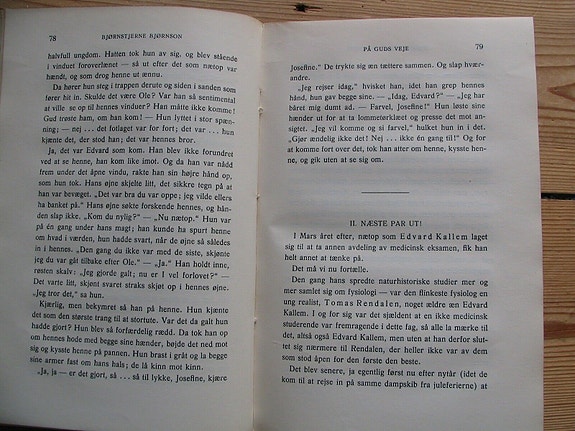 78
BJØRNSTJERNE BJØRNSON
halvfull ungdom. Hatten tok hun av sig, og blev stående
i vinduet foroverlænet — så ut efter det som nætop var
hændt, og som drog henne ut ænnu.
Da hører hun steg i trappen derute og siden i sanden som
fører hit in. Skulde det være Ole? Var han så sentimental
at ville se op til hennes vinduer? Han måtte ikke komme!
Gud trøste ham, om han kom! — Hun lyttet i stor spæn-
ning; — nej . . . det fotlaget var for fort; det var . . . hun
kjænte det, der stod han; det var hennes bror.
Ja, det var Edvard som kom. Han blev ikke forundret
ved at se henne, han kom like imot. Og da han var nådd
frem under det åpne vindu, rakte han sin højre hånd op,
som hun tok. Hans øjne skjelte litt, det sikkre tegn på at
han var bevæget. „Det var bra du var oppe; jeg vilde ellers
ha banket på.“ Hans øjne søkte forskende hennes, og hån-
den slap ikke. „Kom du nylig?“ — „Nu nætop.“ Hun var
på én gang under hans magt; han kunde ha spurt henne
om hvad i værden, hun hadde svart, når de øjne så således
in i hennes. „Den gang du ikke var med de siste, skjønte
jeg du var gåt tilbake efter Ole.“ — „Ja.“ Han holdt inne,
røsten skalv: „Jeg gjorde galt; nu er I vel forlovet?“ —
Det varte litt, skjønt svaret straks skjøt op i hennes øjne.
„Jeg tror det,“ sa hun.
Kjærlig, men bekymret så han på henne. Hun kjænte
det som den største trang til at stortute. Var det da galt hun
hadde gjort? Hun blev så forfærdelig rædd. Da tok han op
om hennes hode med begge sine hænder, bøjde det ned mot
sig og kysste henne på pannen. Hun brast i gråt og la begge
sine armer fast om hans hals; de lå kinn mot kinn.
„Ja, ja — er det gjort, så . . . så til lykke, Josefine, kjære
PÅ GUDS VEJE
79
Josefine.“ De trykte sig æn tættere sammen. Og slap hvær-
andre.
„Jeg rejser idag,“ hvisket han, idet han grep hennes
hånd, hun gav begge sine. — „Idag, Edvard?“ — „Jeg har
båret mig dumt ad. — Farvel, Josefine!“ Hun løste sine
hænder ut for at ta lommetørklædet og presse det mot an-
sigtet. „Jeg vil komme og si farvel,“ hulket hun in i det.
„Gjør ændelig ikke det! Nej . . . ikke én gang til!“ Og for
at komme fort over det, tok han atter om henne, kysste hen-
ne, og gik uten at se sig om.
II. NÆSTE PAR UT!
I Mars året efter, nætop som Edvard Kallem laget
sig til at ta annen avdeling av medicinsk eksamen, fik han
helt annet at tænke på.
Det må vi nu fortælle.
Den gang hans spredte naturhistoriske studier mer og
mer samlet sig om fysiologi — var den flinkeste fysiolog en
ung realist, Tomas Rendalen, noget ældre æn Edvard
Kallem. I og for sig var det sjældent at en ikke medicinsk
studerende var fremragende i dette fag, så alle la mærke til
det, altså også Edvard Kallem, men uten at han derfor slut-
tet sig nærmere til Rendalen, der heller ikke var av dem
som stod åpen for den første den beste.
Det blev senere, ja egentlig først nu efter nytår (idet de
kom til at rejse in på samme dampskib fra juleferierne) at